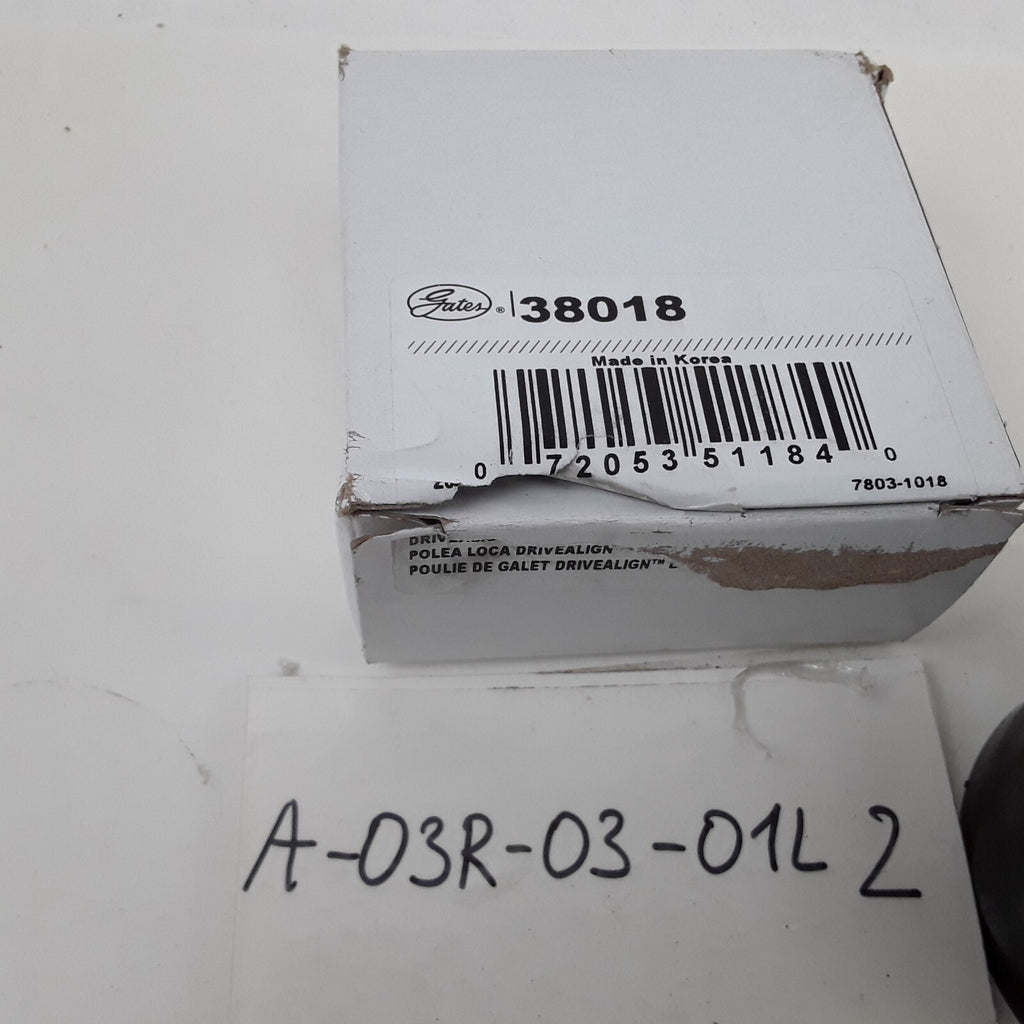 Gates® | 38018
Made in Korea
0 72053 51184 0
7803-1018
POLEA LOCA DRIVEALIGN
POULIE DE GALET DRIVEALIGN™
A-03R-03-01L 2